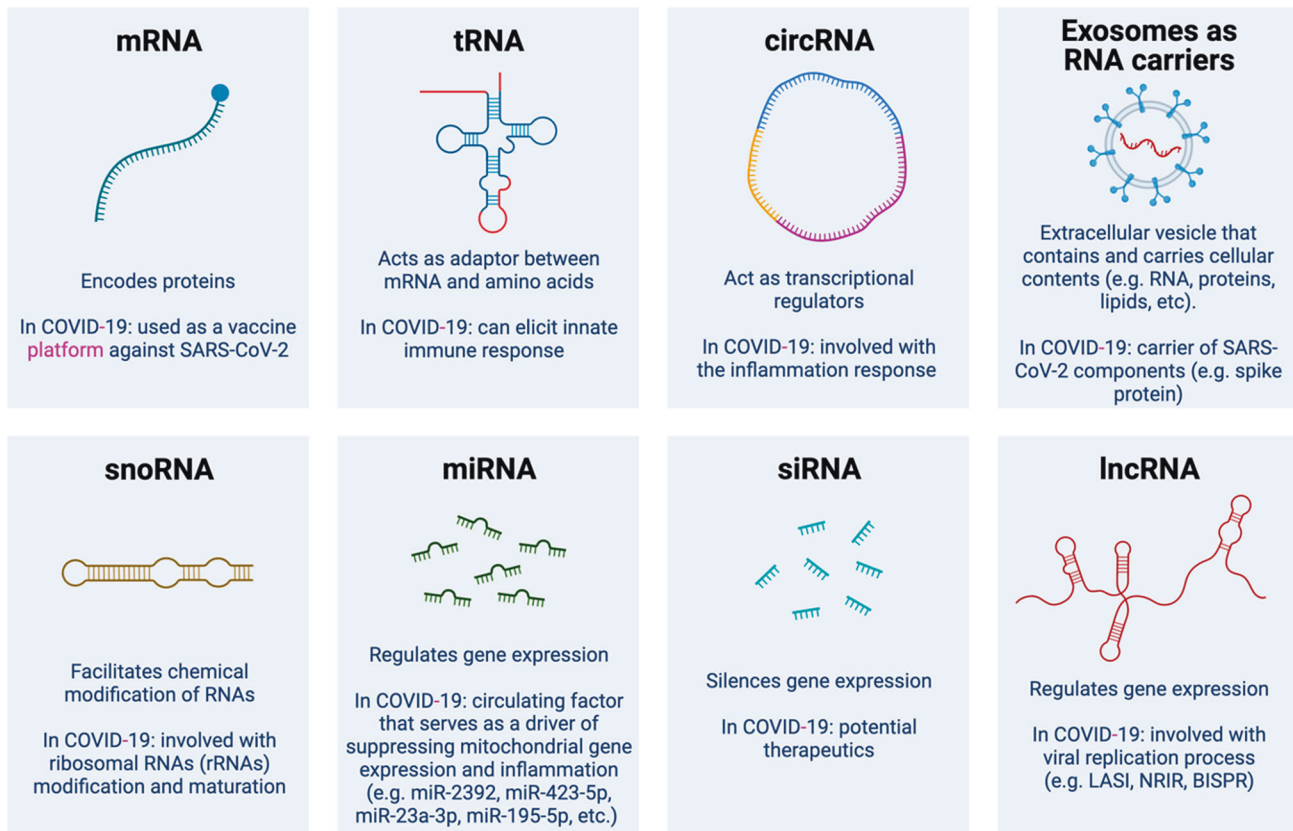 mRNA
Encodes proteins
In COVID-19: used as a vaccine
platform against SARS-CoV-2
tRNA
Acts as adaptor between
mRNA and amino acids
In COVID-19: can elicit innate
immune response
circRNA
Act as transcriptional
regulators
In COVID-19: involved with
the inflammation response
Exosomes as
RNA carriers
Extracellular vesicle that
contains and carries cellular
contents (e.g. RNA, proteins,
lipids, etc).
In COVID-19: carrier of SARS-
CoV-2 components (e.g. spike
protein)
snoRNA
Facilitates chemical
modification of RNAs
In COVID-19: involved with
ribosomal RNAs (rRNAs)
modification and maturation
miRNA
Regulates gene expression
In COVID-19: circulating factor
that serves as a driver of
suppressing mitochondrial gene
expression and inflammation
(e.g. miR-2392, miR-423-5p,
miR-23a-3p, miR-195-5p, etc.)
siRNA
Silences gene expression
In COVID-19: potential
therapeutics
lncRNA
Regulates gene expression
In COVID-19: involved with
viral replication process
(e.g. LASI, NRIR, BISPR)